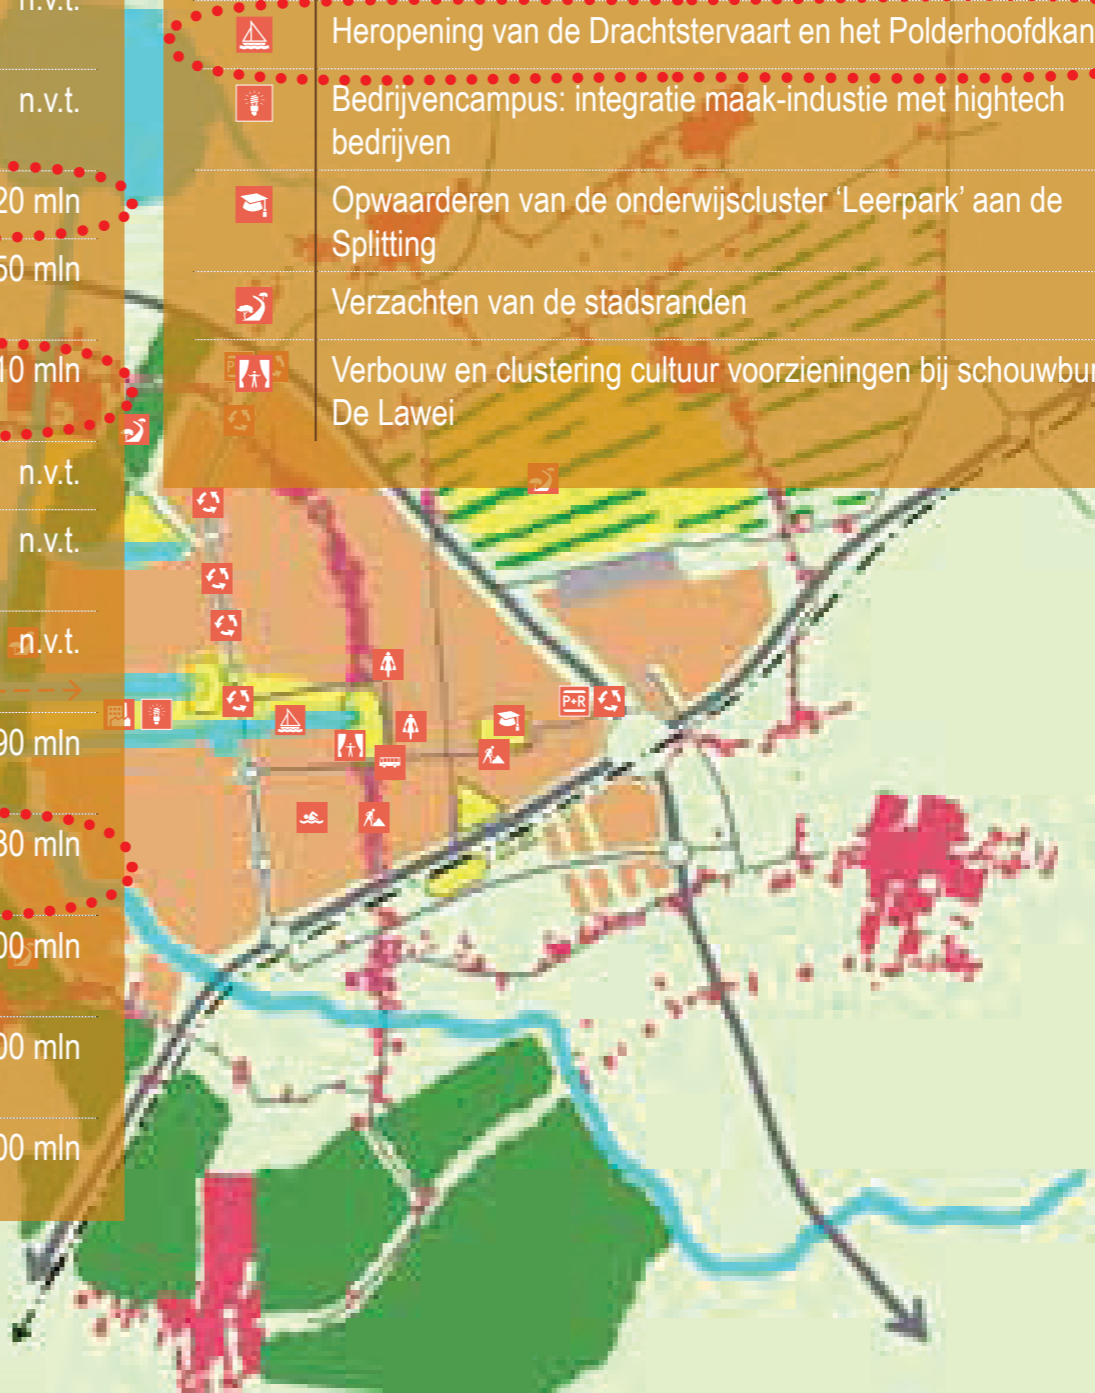 n.v.t.
n.v.t.
20 mln
50 mln
10 mln
n.v.t.
n.v.t.
n.v.t.
90 mln
30 mln
00 mln
00 mln
00 mln
Heropening van de Drachtstervaart en het Polderhoofdkan
Bedrijvencampus: integratie maak-industie met hightech
bedrijven
Opwaarderen van de onderwijscluster ‘Leerpark’ aan de
Splitting
Verzachten van de stadsranden
Verbouw en clustering cultuur voorzieningen bij schouwbur
De Lawei
P+R